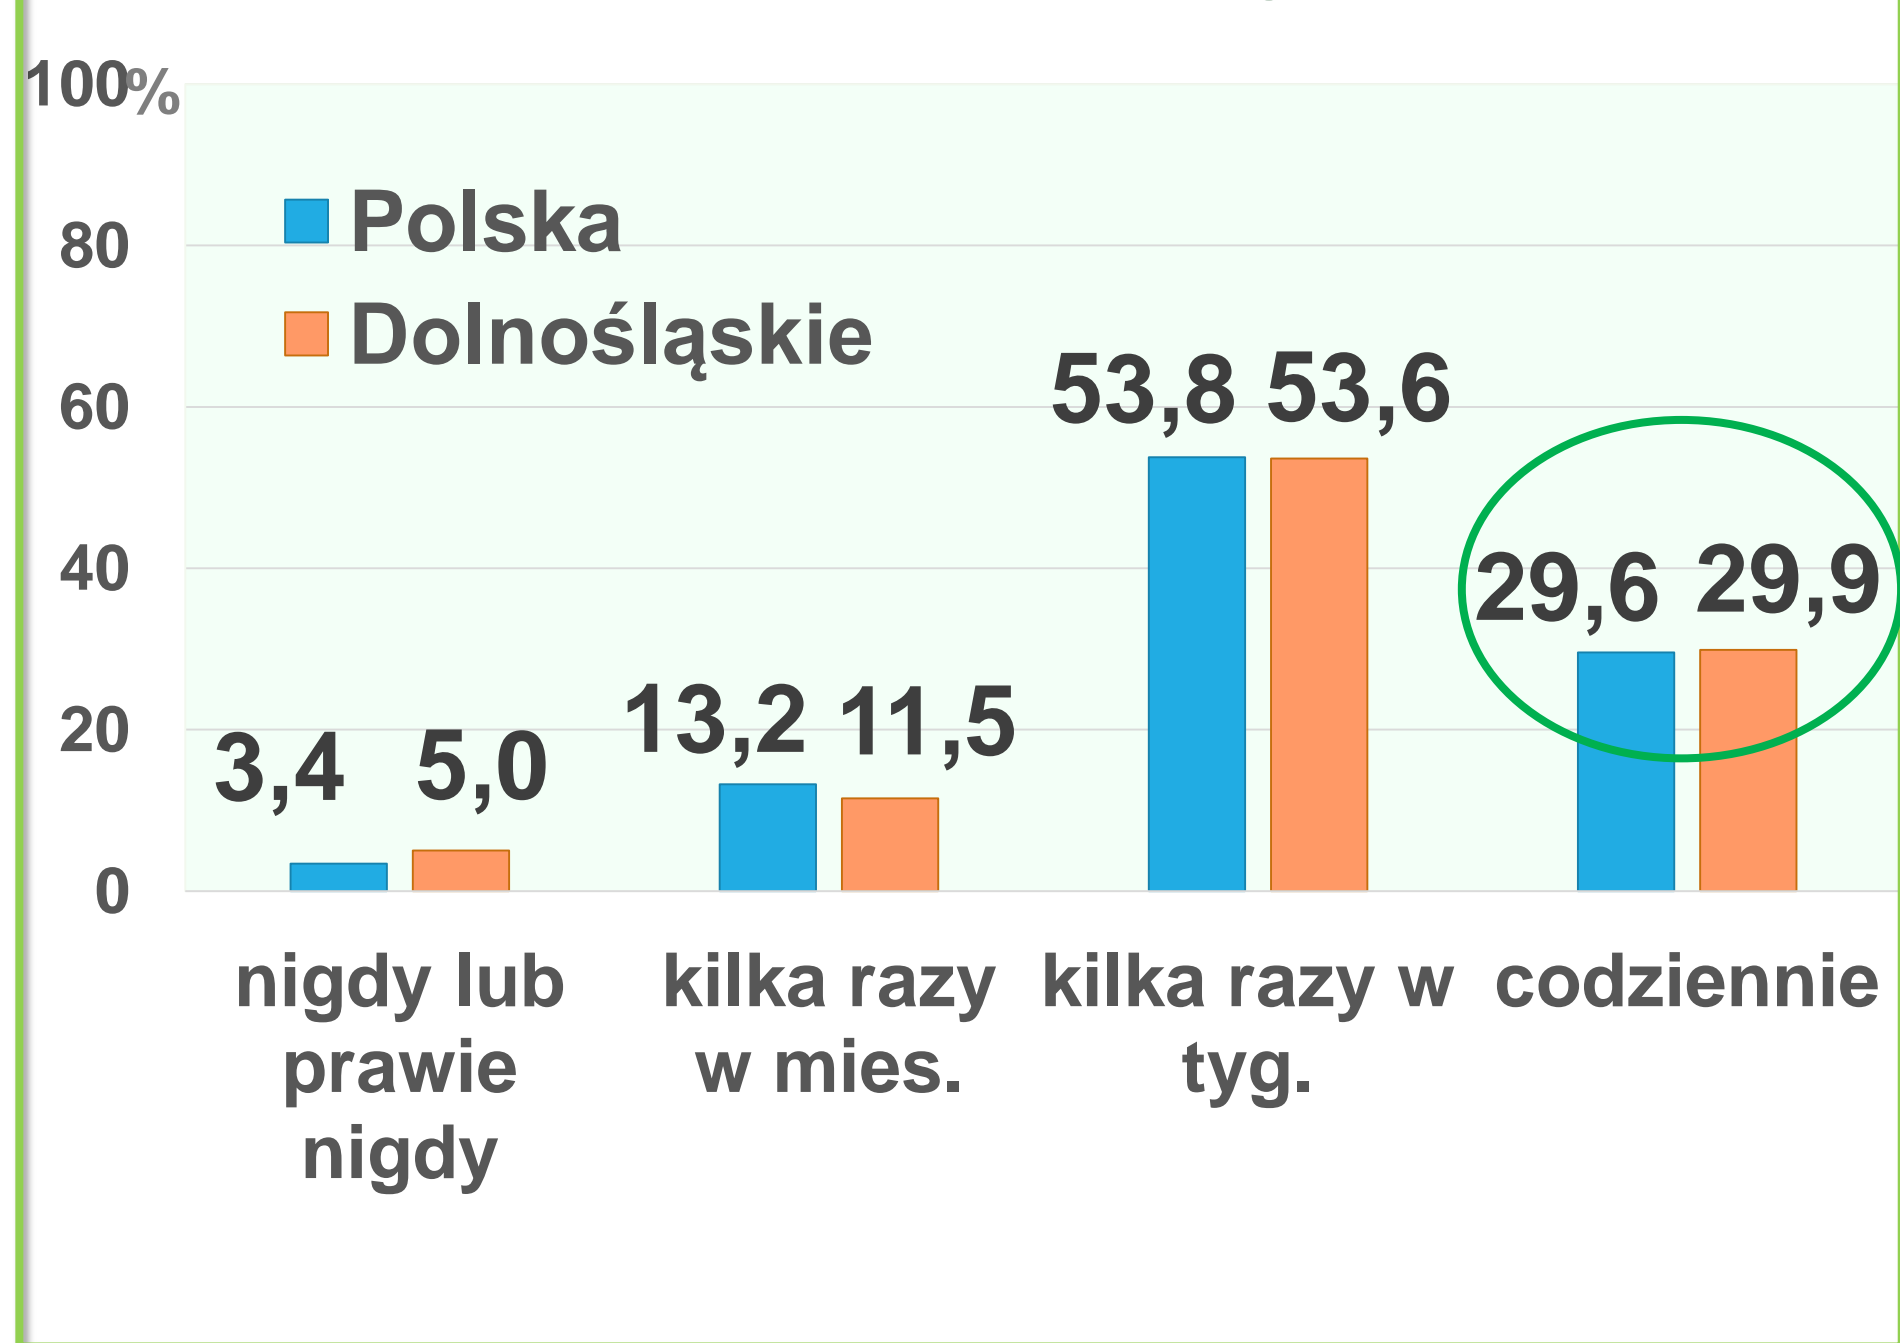 100%
80
60
40
20
0
Polska
Dolnośląskie
3,4 5,0
13,2 11,5
53,8 53,6
29,6 29,9
nigdy lub
prawie
nigdy
kilka razy
w mies.
kilka razy w
tyg.
codziennie